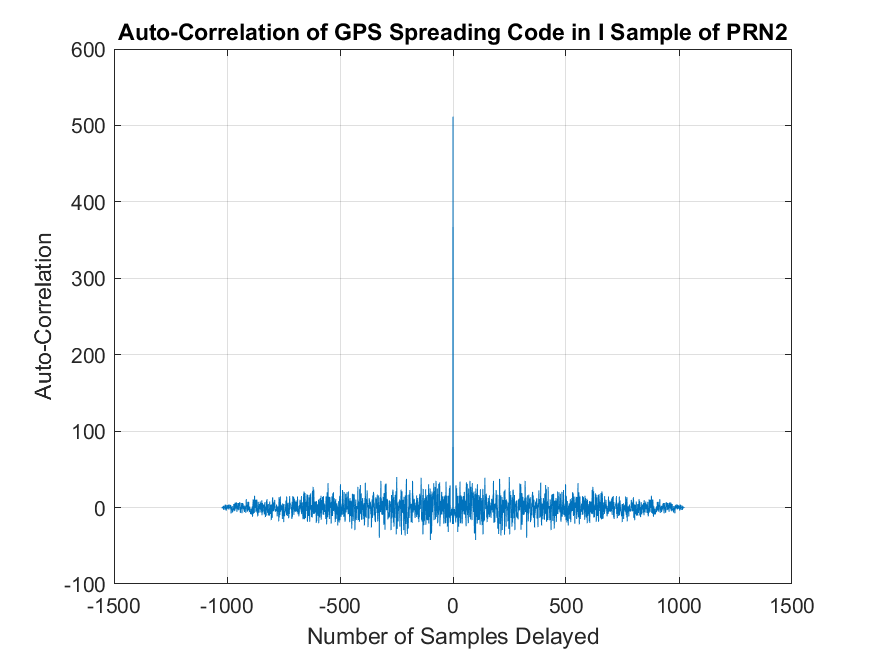 Auto-Correlation of GPS Spreading Code in I Sample of PRN2
600
500
400
300
200
100
0
-100
Auto-Correlation
-1500 -1000 -500 0 500 1000 1500
Number of Samples Delayed